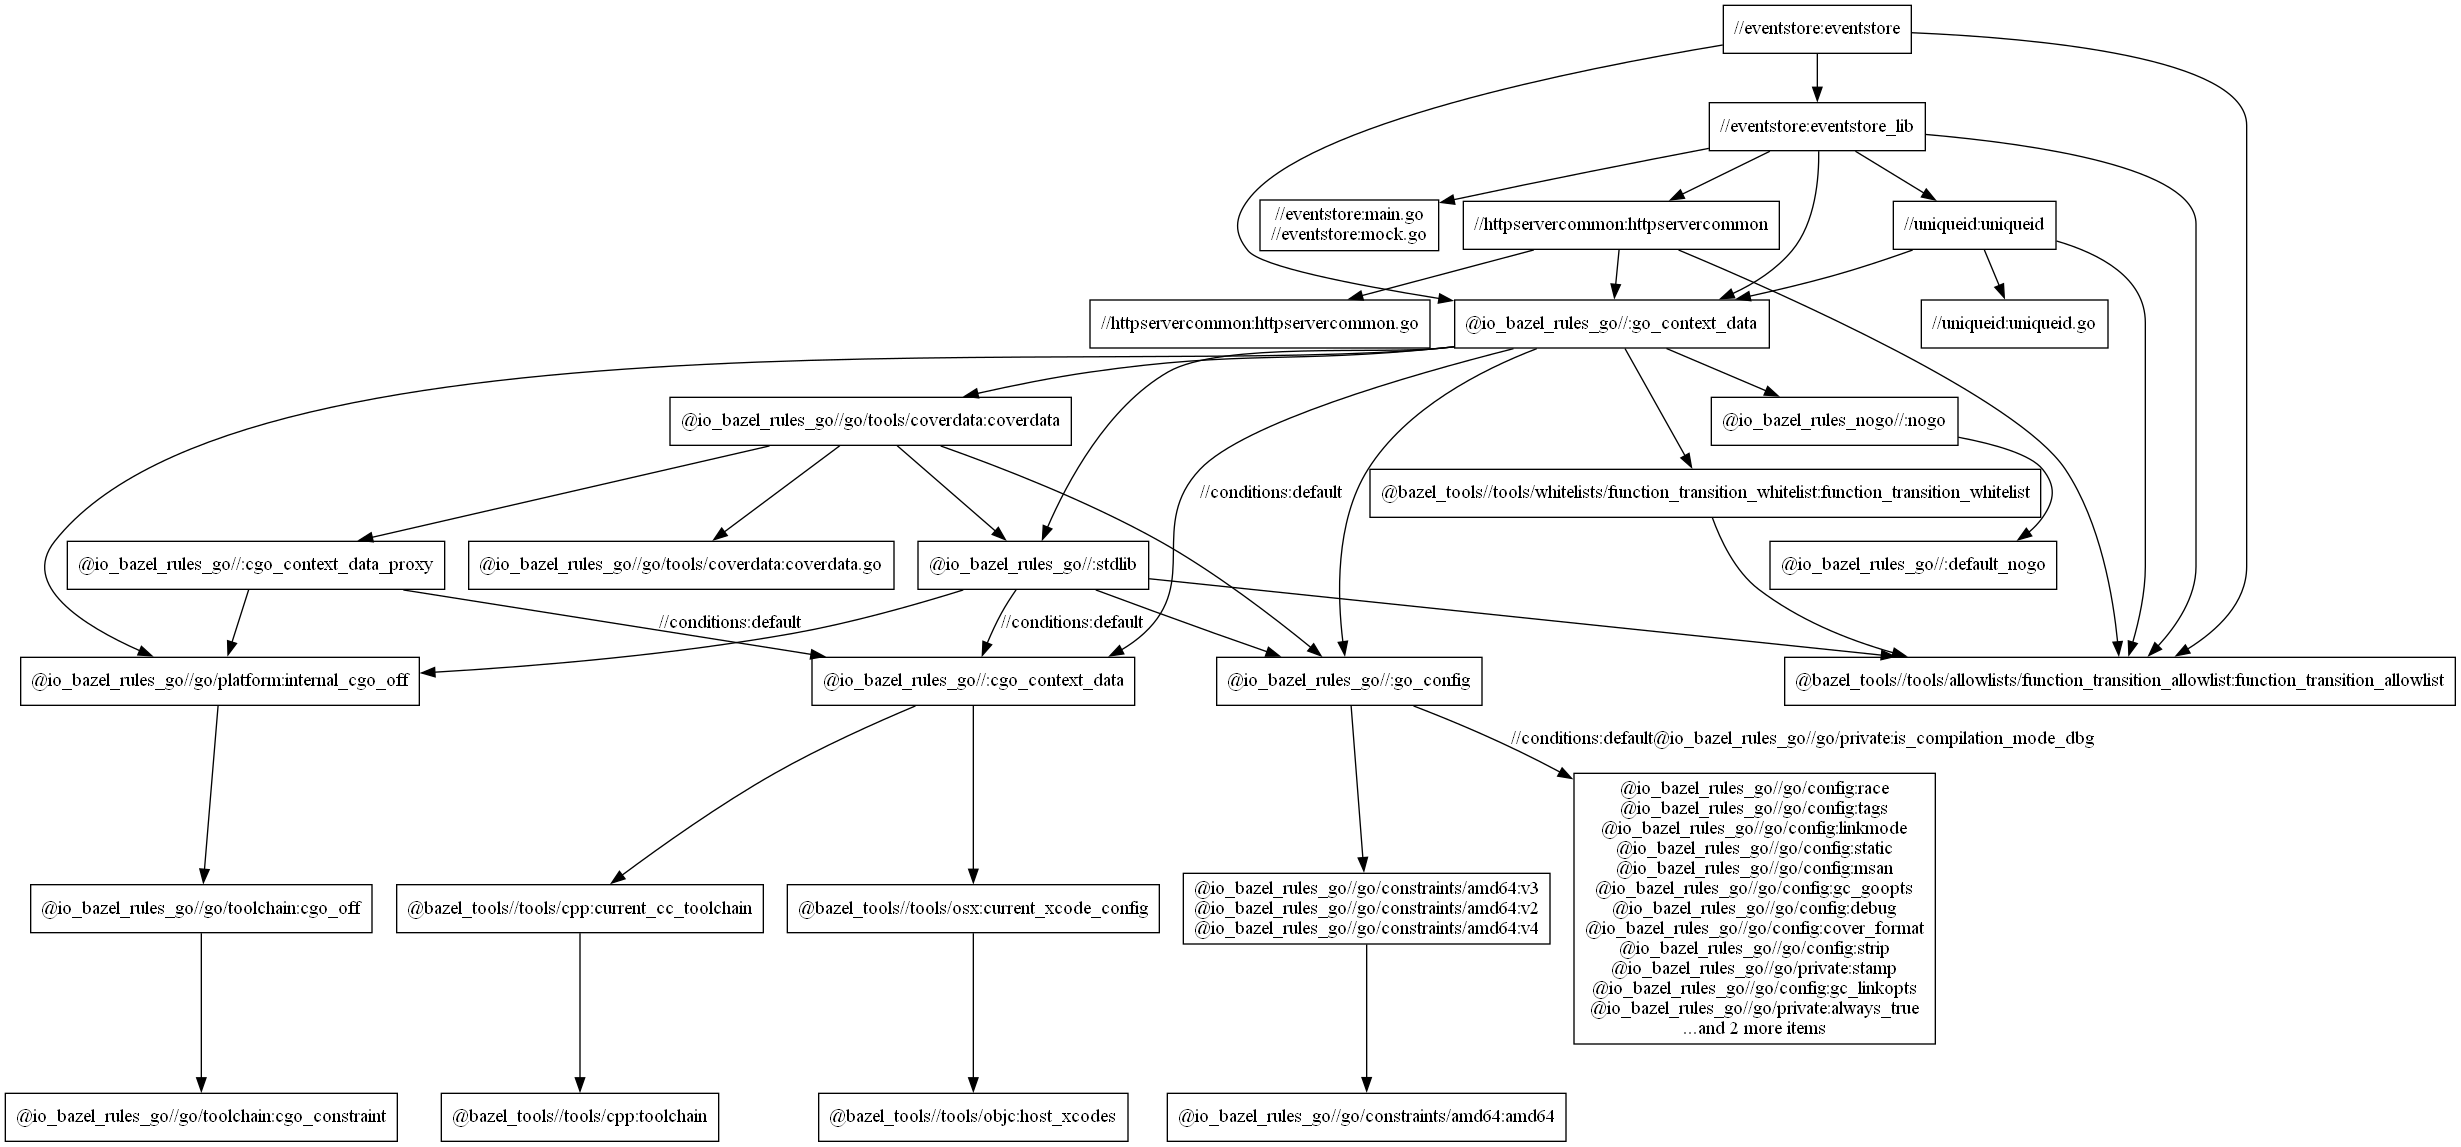 //eventstore:eventstore
//eventstore:eventstore_lib
//eventstore:main.go
//eventstore:mock.go
//httpservercommon:httpservercommon
//uniqueid:uniqueid
//httpservercommon:httpservercommon.go
@io_bazel_rules_go//:go_context_data
//uniqueid:uniqueid.go
@io_bazel_rules_go//go/tools/coverdata:coverdata
@io_bazel_rules_nogo//:nogo
//conditions:default
@bazel_tools//tools/whitelists/function_transition_whitelist:function_transition_whitelist
@io_bazel_rules_go//:cgo_context_data_proxy
@io_bazel_rules_go//go/tools/coverdata:coverdata.go
@io_bazel_rules_go//:stdlib
@io_bazel_rules_go//:default_nogo
//conditions:default
//conditions:default
@io_bazel_rules_go//go/platform:internal_cgo_off
@io_bazel_rules_go//:cgo_context_data
@io_bazel_rules_go//:go_config
@bazel_tools//tools/allowlists/function_transition_allowlist:function_transition_allowlist
//conditions:default@io_bazel_rules_go//go/private:is_compilation_mode_dbg
@io_bazel_rules_go//go/toolchain:cgo_off
@bazel_tools//tools/cpp:current_cc_toolchain
@bazel_tools//tools/osx:current_xcode_config
@io_bazel_rules_go//go/constraints/amd64:v3
@io_bazel_rules_go//go/constraints/amd64:v2
@io_bazel_rules_go//go/constraints/amd64:v4
@io_bazel_rules_go//go/config:race
@io_bazel_rules_go//go/config:tags
@io_bazel_rules_go//go/config:linkmode
@io_bazel_rules_go//go/config:static
@io_bazel_rules_go//go/config:msan
@io_bazel_rules_go//go/config:gc_goopts
@io_bazel_rules_go//go/config:debug
@io_bazel_rules_go//go/config:cover_format
@io_bazel_rules_go//go/config:strip
@io_bazel_rules_go//go/private:stamp
@io_bazel_rules_go//go/config:gc_linkopts
@io_bazel_rules_go//go/private:always_true
...and 2 more items
@io_bazel_rules_go//go/toolchain:cgo_constraint
@bazel_tools//tools/cpp:toolchain
@bazel_tools//tools/objc:host_xcodes
@io_bazel_rules_go//go/constraints/amd64:amd64